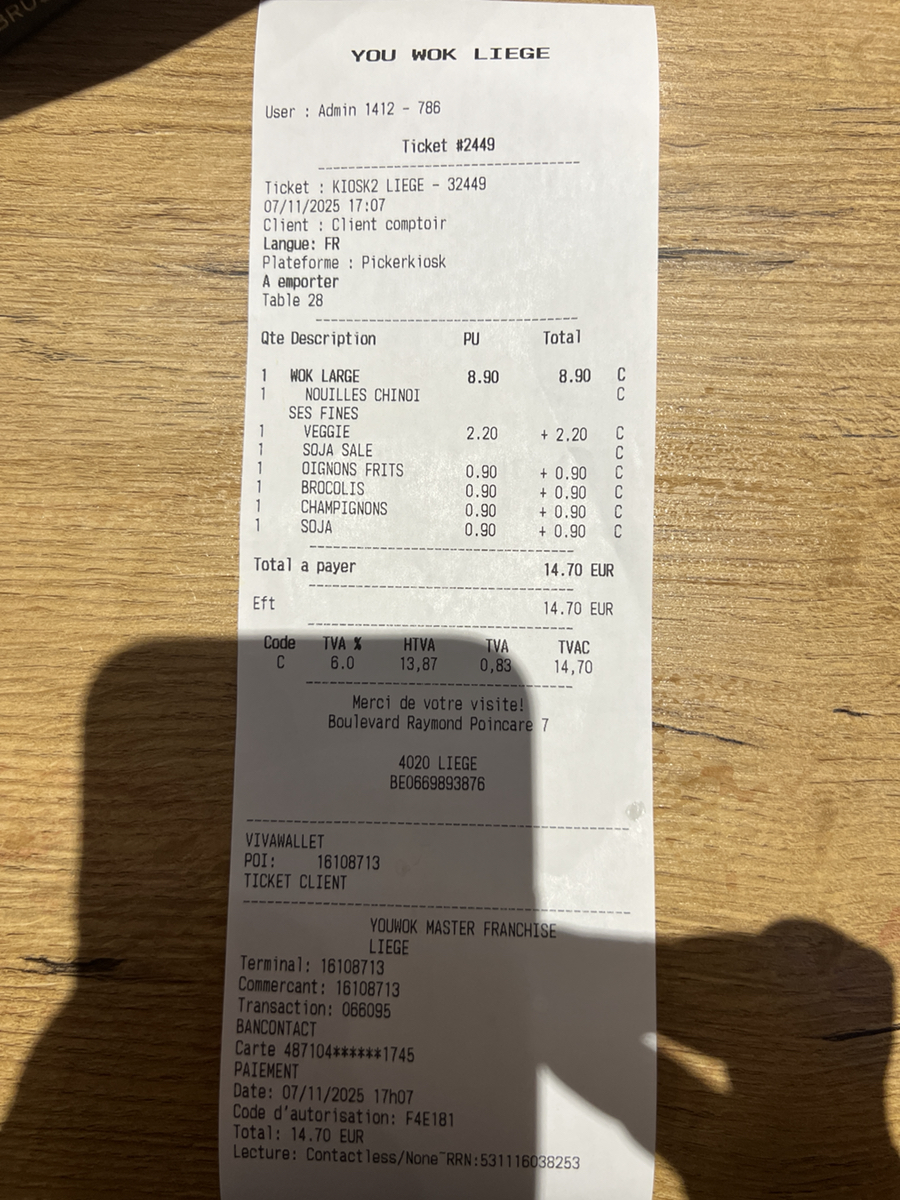 YOU WOK LIEGE
User : Admin 1412 - 786
Ticket #2449
Ticket : KIOSK2 LIEGE - 32449
07/11/2025 17:07
Client : Client comptoir
Langue: FR
Plateforme : Pickerkiosk
A emporter
Table 28
Qte Description PU Total
1 WOK LARGE 8.90 8.90 C
1 NOUILLES CHINOI C
SES FINES
1 VEGGIE 2.20 + 2.20 C
1 SOJA SALE C
1 OIGNONS FRITS 0.90 + 0.90 C
1 BROCOLIS 0.90 + 0.90 C
1 CHAMPIGNONS 0.90 + 0.90 C
1 SOJA 0.90 + 0.90 C
Total a payer 14.70 EUR
Eft 14.70 EUR
Code TVA % HTVA TVA TVAC
C 6.0 13,87 0,83 14,70
Merci de votre visite!
Boulevard Raymond Poincare 7
4020 LIEGE
BE0669893876
VIVAWALLET
POI: 16108713
TICKET CLIENT
YOUWOK MASTER FRANCHISE
LIEGE
Terminal: 16108713
Commercant: 16108713
Transaction: 066095
BANCONTACT
Carte 487104******1745
PAIEMENT
Date: 07/11/2025 17h07
Code d'autorisation: F4E181
Total: 14.70 EUR
Lecture: Contactless/None~RRN:531116038253